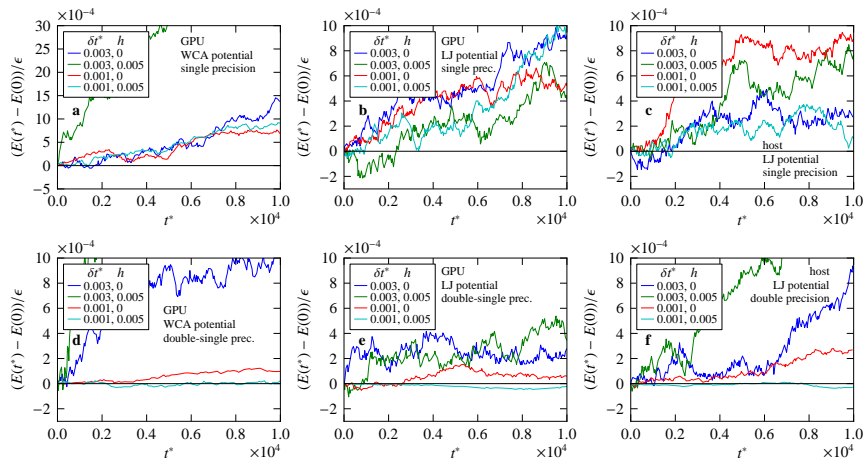 ×10⁻⁴
30
25
20
15
10
5
0
−5
(E(t*) − E(0))/ϵ
δt* h
0.003, 0
0.003, 0.005
0.001, 0
0.001, 0.005
GPU
WCA potential
single precision
a
0.0 0.2 0.4 0.6 0.8 1.0
t*
×10⁴
×10⁻⁴
10
8
6
4
2
0
−2
(E(t*) − E(0))/ϵ
δt* h
0.003, 0
0.003, 0.005
0.001, 0
0.001, 0.005
GPU
LJ potential
single prec.
b
0.0 0.2 0.4 0.6 0.8 1.0
t*
×10⁴
×10⁻⁴
10
8
6
4
2
0
−2
(E(t*) − E(0))/ϵ
δt* h
0.003, 0
0.003, 0.005
0.001, 0
0.001, 0.005
c
host
LJ potential
single precision
0.0 0.2 0.4 0.6 0.8 1.0
t*
×10⁴
×10⁻⁴
10
8
6
4
2
0
−2
(E(t*) − E(0))/ϵ
δt* h
0.003, 0
0.003, 0.005
0.001, 0
0.001, 0.005
d
GPU
WCA potential
double-single prec.
0.0 0.2 0.4 0.6 0.8 1.0
t*
×10⁴
×10⁻⁴
10
8
6
4
2
0
−2
(E(t*) − E(0))/ϵ
δt* h
0.003, 0
0.003, 0.005
0.001, 0
0.001, 0.005
GPU
LJ potential
double-single prec.
e
0.0 0.2 0.4 0.6 0.8 1.0
t*
×10⁴
×10⁻⁴
10
8
6
4
2
0
−2
(E(t*) − E(0))/ϵ
δt* h
0.003, 0
0.003, 0.005
0.001, 0
0.001, 0.005
host
LJ potential
double precision
f
0.0 0.2 0.4 0.6 0.8 1.0
t*
×10⁴